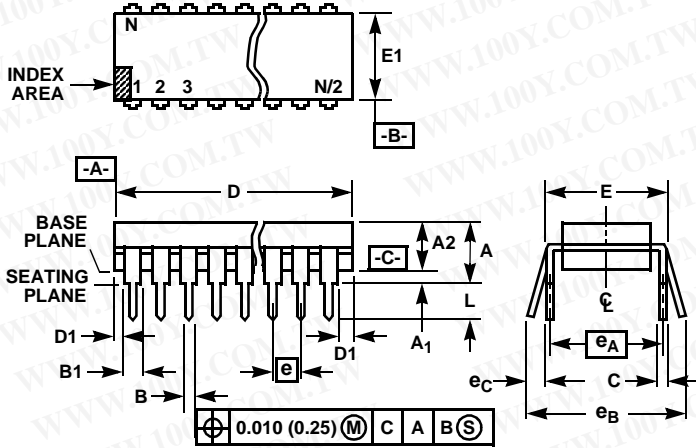 WWW.100Y.COM.TW
N
INDEX
AREA
1 2 3 N/2
E1
-B-
-A-
D
E
BASE
PLANE
A2
A
-C-
SEATING
PLANE
L
C
L
D1
D1
A1
eA
B1
e
eC
C
B
eB
⌖ 0.010 (0.25) Ⓜ C A B Ⓢ